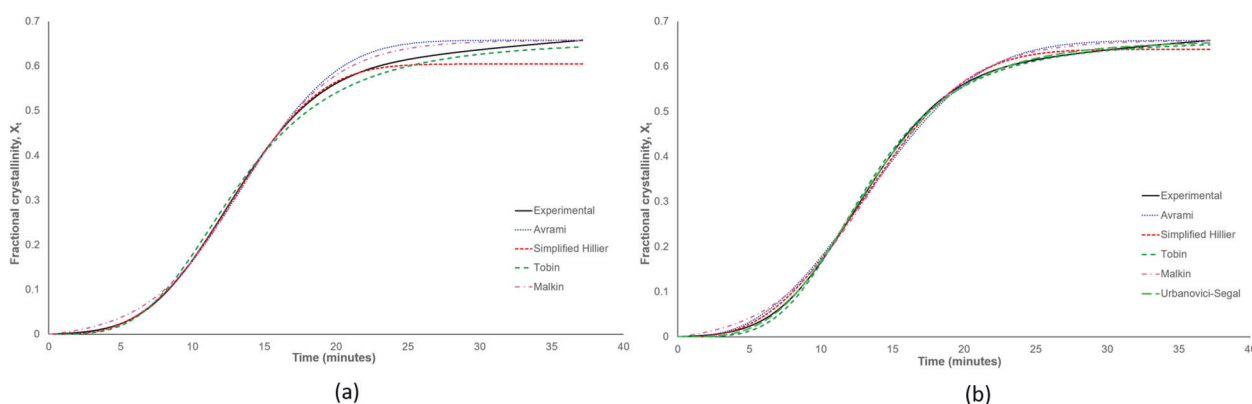 0.7
0.6
0.5
0.4
0.3
0.2
0.1
0
Fractional crystallinity, Xt
0 5 10 15 20 25 30 35 40
Time (minutes)
Experimental
Avrami
Simplified Hillier
Tobin
Malkin
(a)
0.7
0.6
0.5
0.4
0.3
0.2
0.1
0
Fractional crystallinity, Xt
0 5 10 15 20 25 30 35 40
Time (minutes)
Experimental
Avrami
Simplified Hillier
Tobin
Malkin
Urbanovici-Segal
(b)